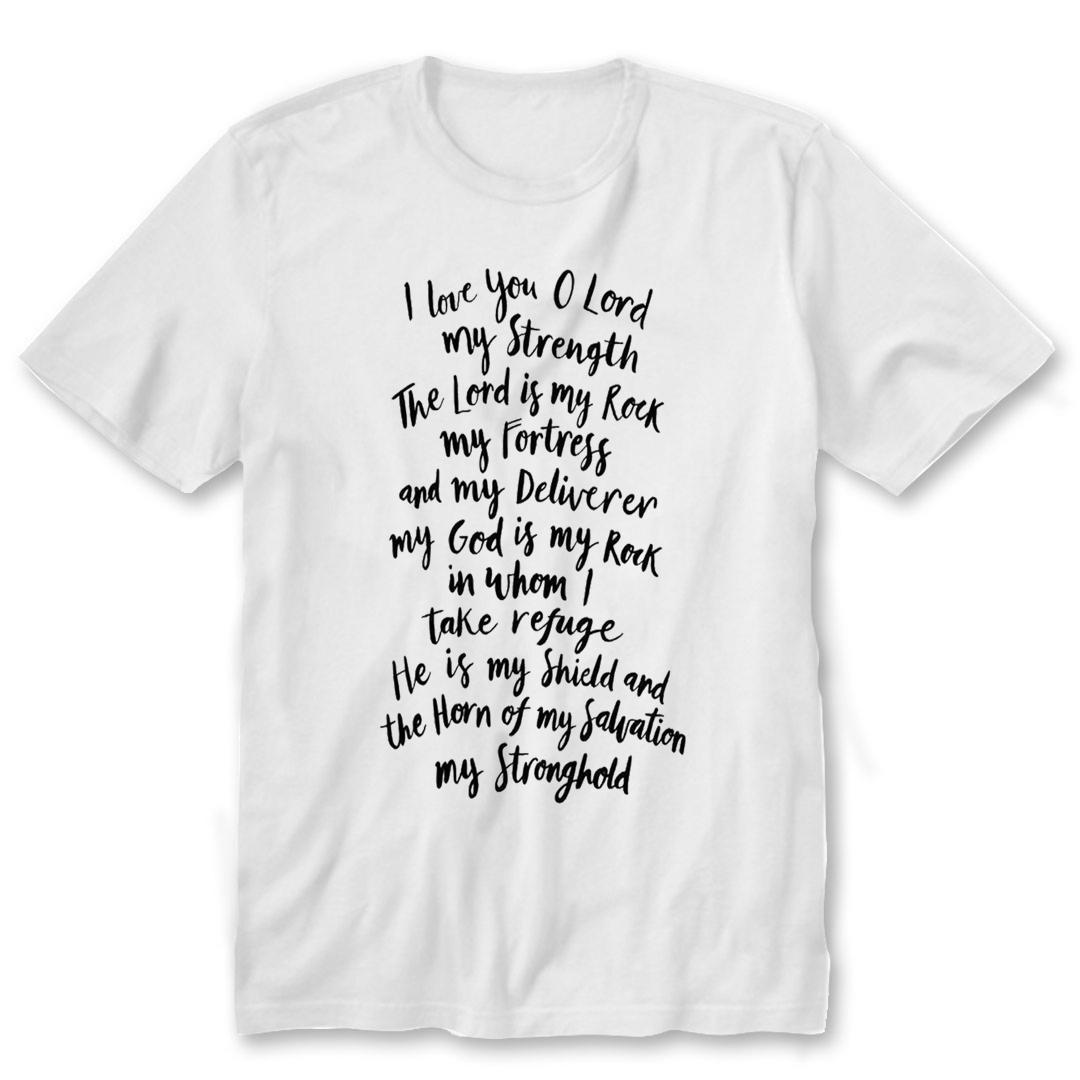 I love You O Lord
my Strength
The Lord is my Rock
my Fortress
and my Deliverer
my God is my Rock
in whom I
take refuge
He is my Shield and
the Horn of my Salvation
my Stronghold